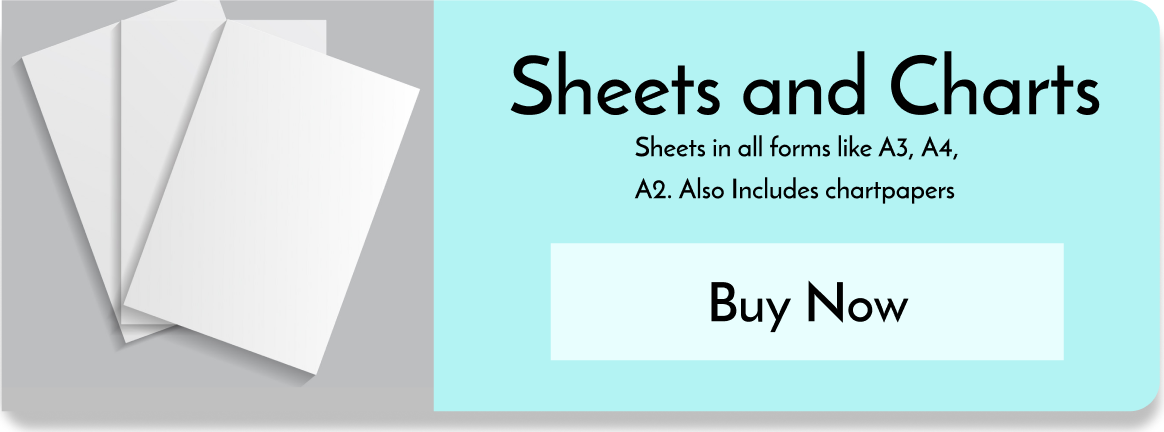 Sheets and Charts
Sheets in all forms like A3, A4,
A2. Also Includes chartpapers
Buy Now